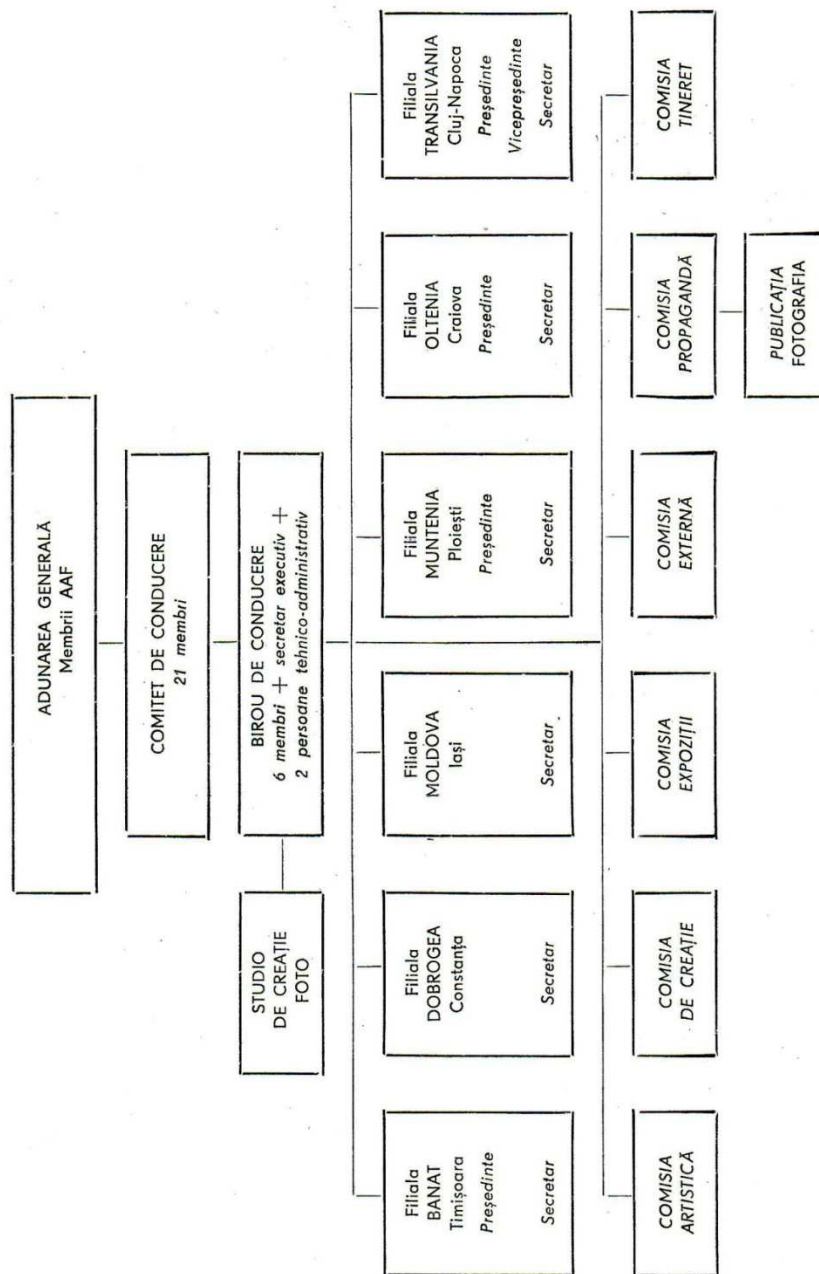 ADUNAREA GENERALĂ
Membrii AAF
COMITET DE CONDUCERE
21 membri
BIROU DE CONDUCERE
6 membri + secretar executiv +
2 persoane tehnico-administrativ
STUDIO
DE CREAȚIE
FOTO
Filiala
BANAT
Timișoara
Președinte
Secretar
Filiala
DOBROGEA
Constanța
Secretar
Filiala
MOLDOVA
Iași
Secretar
Filiala
MUNTENIA
Ploiești
Președinte
Secretar
Filiala
OLTENIA
Craiova
Președinte
Secretar
Filiala
TRANSILVANIA
Cluj-Napoca
Președinte
Vicepreședinte
Secretar
COMISIA
ARTISTICĂ
COMISIA
DE CREAȚIE
COMISIA
EXPOZIȚII
COMISIA
EXTERNĂ
COMISIA
PROPAGANDĂ
COMISIA
TINERET
PUBLICAȚIA
FOTOGRAFIA